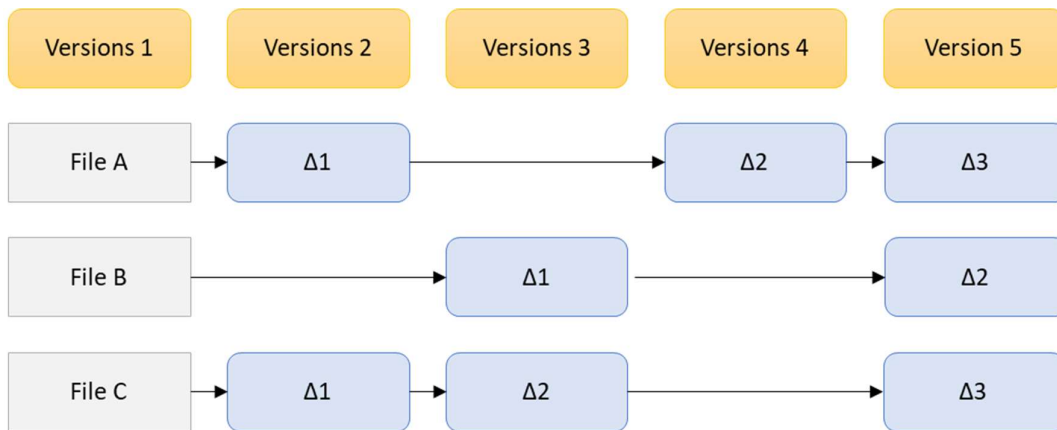 Versions 1
Versions 2
Versions 3
Versions 4
Version 5
File A
Δ1
Δ2
Δ3
File B
Δ1
Δ2
File C
Δ1
Δ2
Δ3